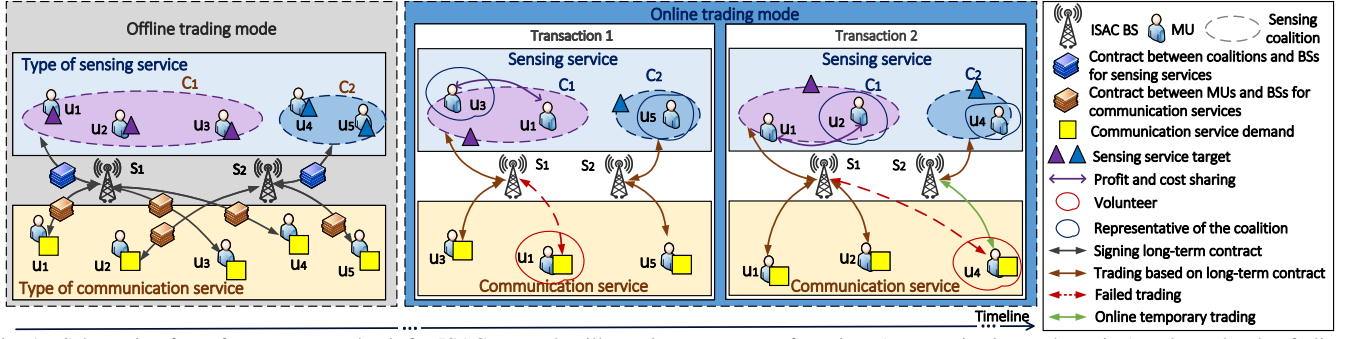 Offline trading mode
Type of sensing service
C1
C2
u1
u2
u3
u4
u5
S1
S2
u1
u2
u3
u4
u5
Type of communication service
Online trading mode
Transaction 1
Sensing service
C1
C2
u3
u1
u5
S1
S2
u3
u1
u5
Communication service
Transaction 2
Sensing service
C1
C2
u1
u2
u4
S1
S2
u1
u2
u4
Communication service
Timeline
ISAC BS
MU
Sensing
coalition
Contract between coalitions and BSs
for sensing services
Contract between MUs and BSs for
communication services
Communication service demand
Sensing service target
Profit and cost sharing
Volunteer
Representative of the coalition
Signing long-term contract
Trading based on long-term contract
Failed trading
Online temporary trading